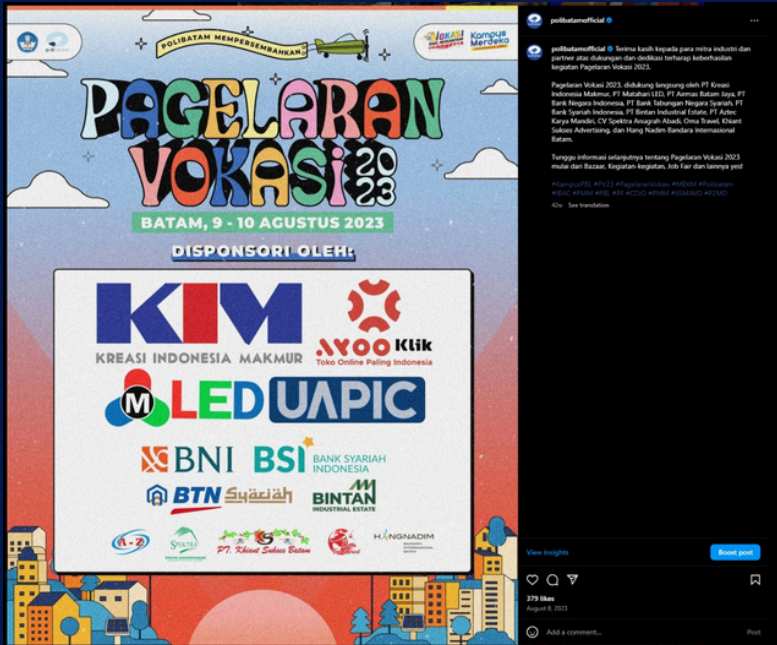 POLIBATAM MEMPERSEMBAHKAN
VOKASI
Kampus
Merdeka
PAGELARAN
VOKASI 20
23
BATAM, 9 - 10 AGUSTUS 2023
DISPONSORI OLEH:
KIM
KREASI INDONESIA MAKMUR
AYOO Klik
Toko Online Paling Indonesia
M LED
UAPIC
BNI
BSI
BANK SYARIAH
INDONESIA
BTN Syariah
BINTAN
INDUSTRIAL ESTATE
A-Z
SPEKTRA
PT. Khiant Sukses Batam
HANGNADIM
polibatamofficial
polibatamofficial Terima kasih kepada para mitra industri dan
partner atas dukungan dan dedikasi terhadap keberhasilan
kegiatan Pagelaran Vokasi 2023.
Pagelaran Vokasi 2023, didukung langsung oleh PT Kreasi
Indonesia Makmur, PT Matahari LED, PT Airmas Batam Jaya, PT
Bank Negara Indonesia, PT Bank Tabungan Negara Syariah, PT
Bank Syariah Indonesia, PT Bintan Industrial Estate, PT Aztec
Karya Mandiri, CV Spektra Anugrah Abadi, Oma Travel, Khiant
Sukses Advertising, dan Hang Nadim Bandara Internasional
Batam.
Tunggu informasi selanjutnya tentang Pagelaran Vokasi 2023
mulai dari Bazaar, Kegiatan-kegiatan, Job Fair dan lainnya yes!
#KampusPBL #PV23 #PagelaranVokasi #MBKM #Polibatam
42w See translation
View insights
Boost post
379 likes
August 8, 2023
Add a comment...
Post